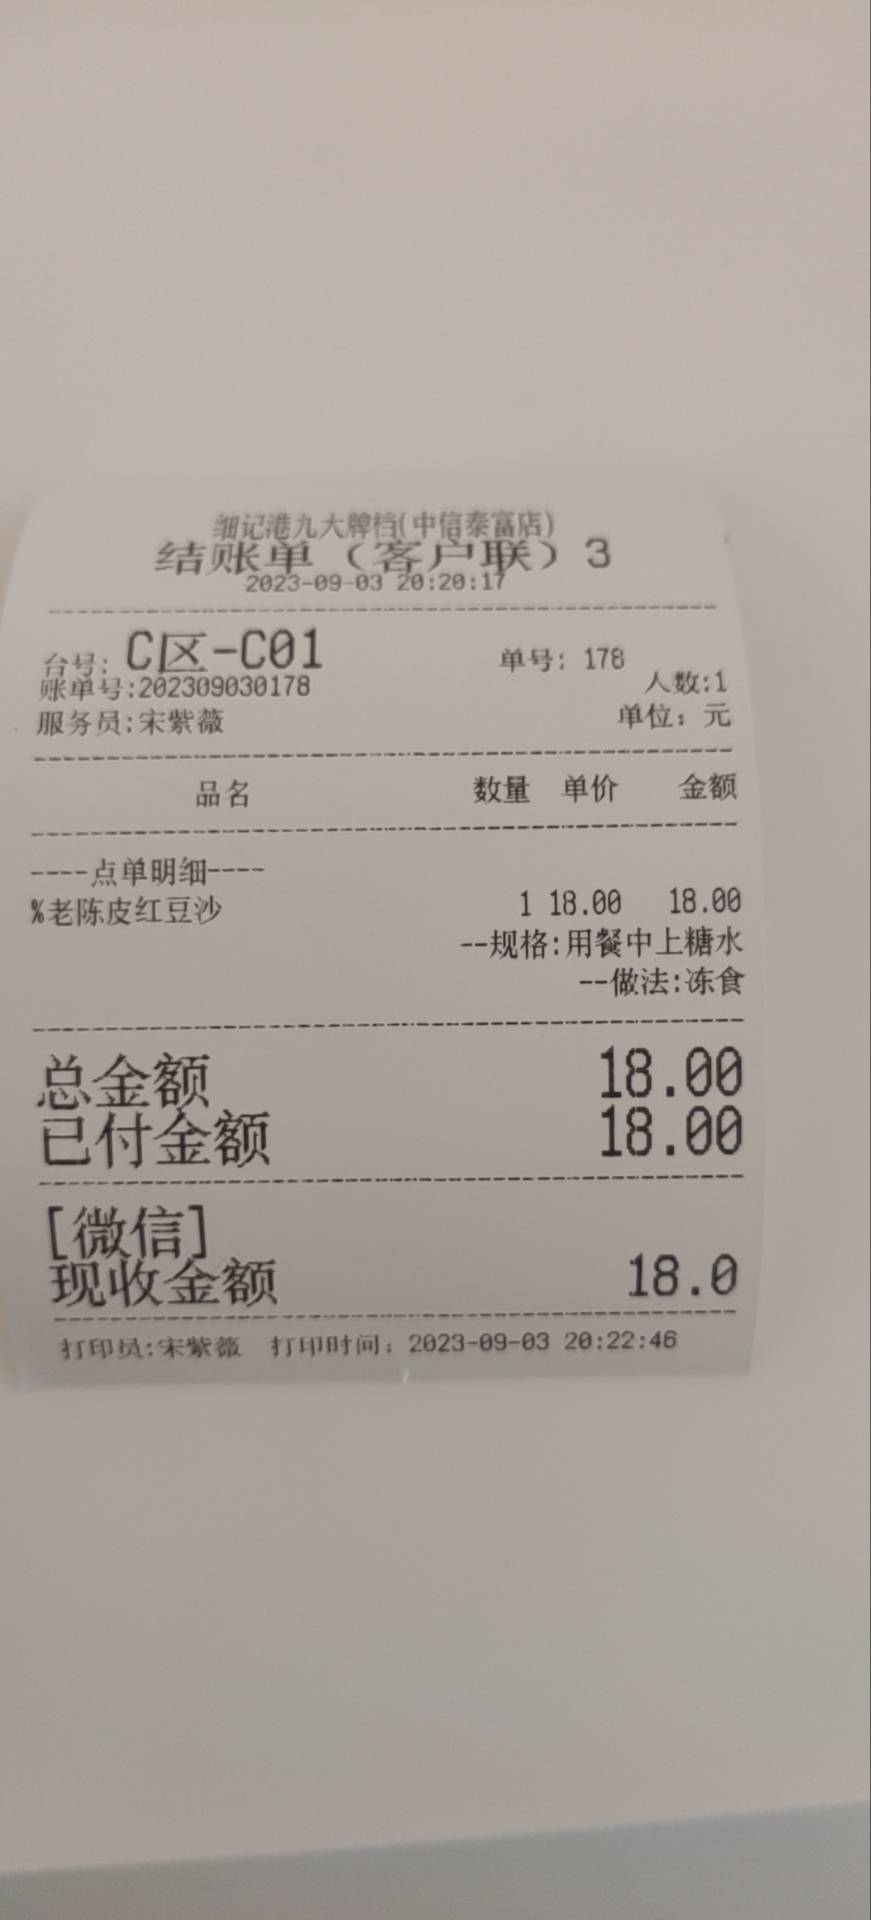 细记港九大牌档(中信泰富店)
结账单（客户联）3
2023-09-03 20:20:17
台号: C区-C01 单号: 178
账单号:202309030178 人数:1
服务员:宋紫薇 单位: 元
品名 数量 单价 金额
----点单明细----
%老陈皮红豆沙 1 18.00 18.00
--规格:用餐中上糖水
--做法:冻食
总金额 18.00
已付金额 18.00
[微信]
现收金额 18.0
打印员:宋紫薇 打印时间: 2023-09-03 20:22:46